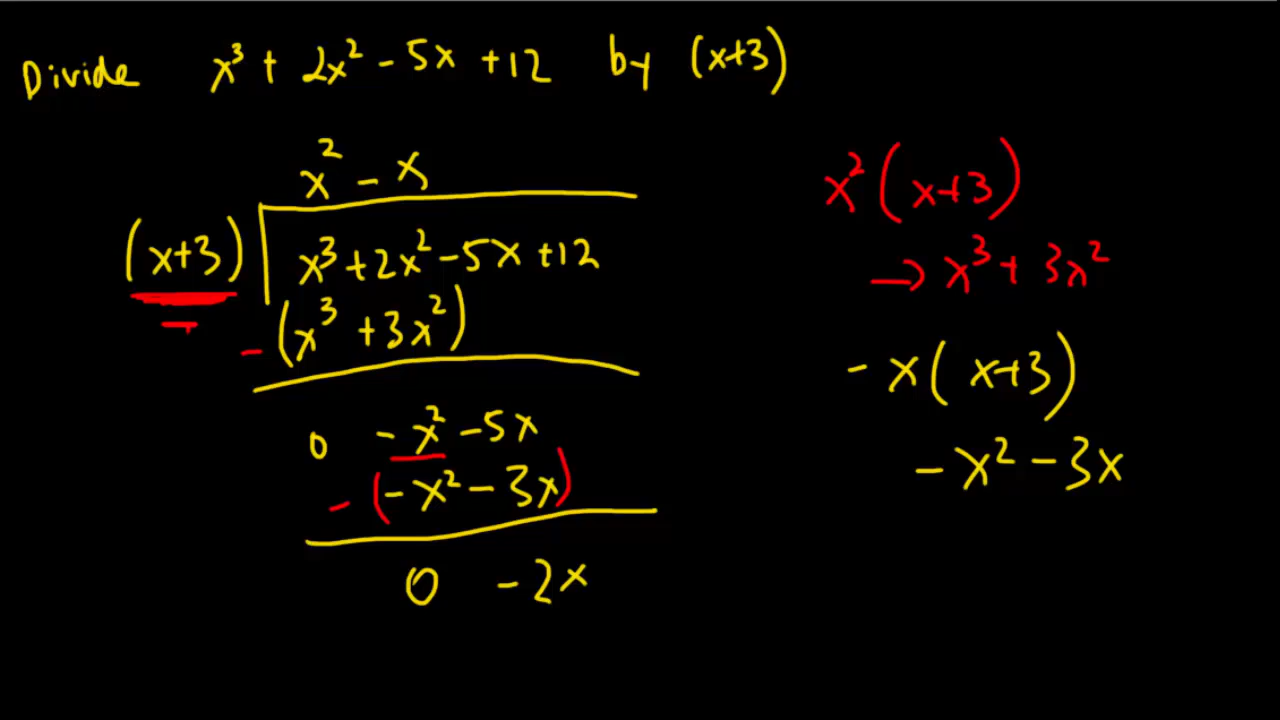 Divide x³ + 2x² - 5x + 12 by (x+3)
x² - x
(x+3) x³ + 2x² - 5x + 12
- (x³ + 3x²)
0 - x² - 5x
- (- x² - 3x)
0 - 2x
x² (x+3)
→ x³ + 3x²
- x (x+3)
- x² - 3x